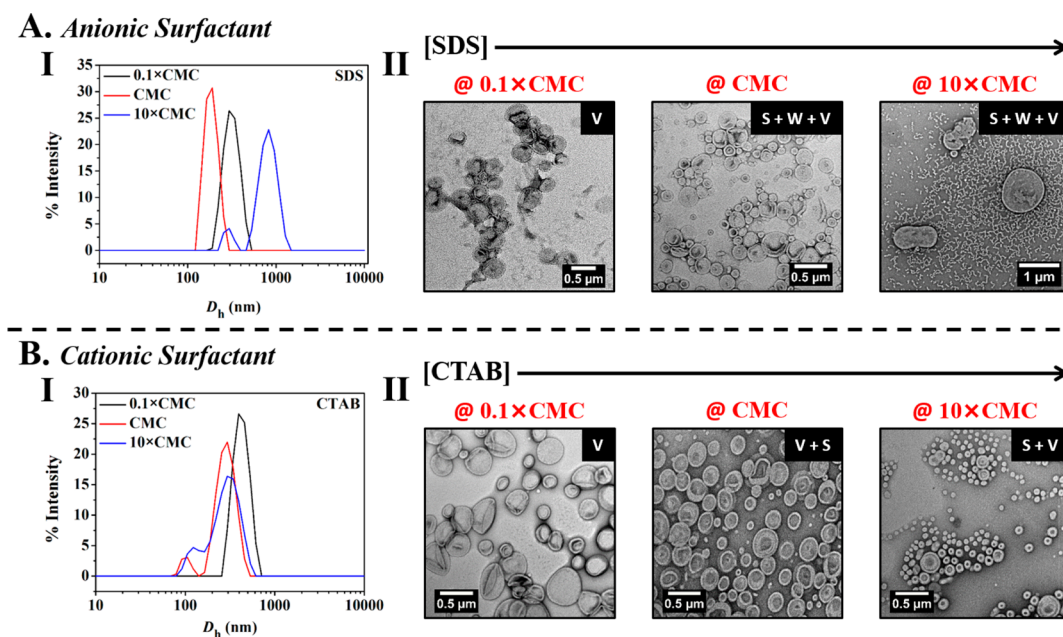 A. Anionic Surfactant
I
35
30
25
20
15
10
5
0
% Intensity
0.1×CMC
CMC
10×CMC
SDS
10 100 1000 10000
Dh (nm)
II
[SDS]
@ 0.1×CMC
@ CMC
@ 10×CMC
V
S + W + V
S + W + V
0.5 µm
0.5 µm
1 µm
B. Cationic Surfactant
I
30
25
20
15
10
5
0
% Intensity
0.1×CMC
CMC
10×CMC
CTAB
10 100 1000 10000
Dh (nm)
II
[CTAB]
@ 0.1×CMC
@ CMC
@ 10×CMC
V
V + S
S + V
0.5 µm
0.5 µm
0.5 µm